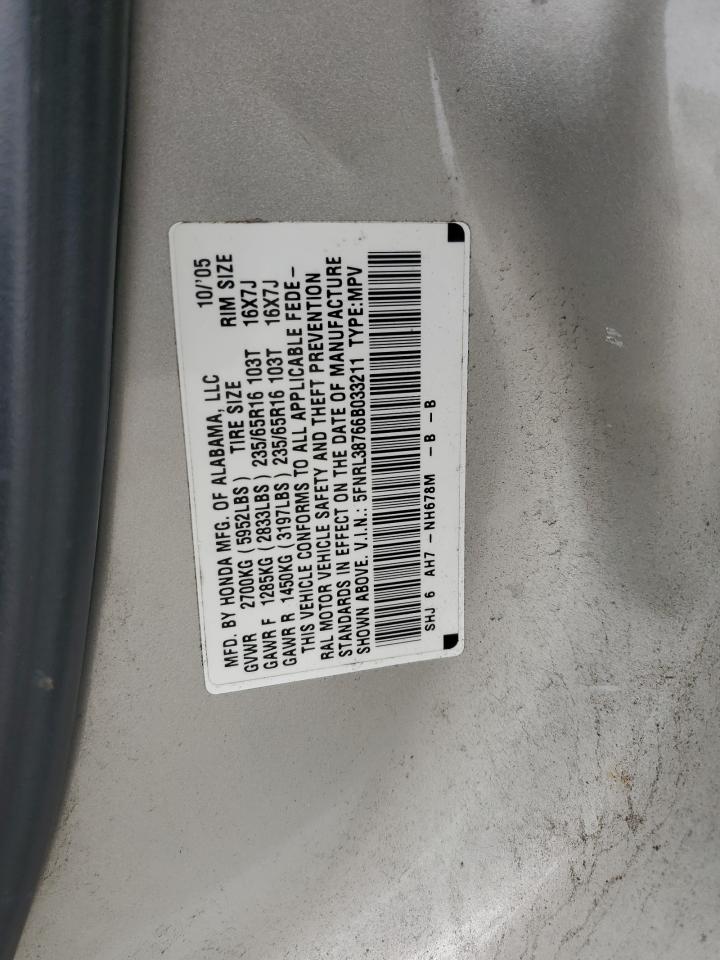 MFD. BY HONDA MFG. OF ALABAMA, LLC 10/'05
GVWR 2700KG (5952LBS) TIRE SIZE RIM SIZE
GAWR F 1285KG (2833LBS) 235/65R16 103T 16X7J
GAWR R 1450KG (3197LBS) 235/65R16 103T 16X7J
THIS VEHICLE CONFORMS TO ALL APPLICABLE FEDE-
RAL MOTOR VEHICLE SAFETY AND THEFT PREVENTION
STANDARDS IN EFFECT ON THE DATE OF MANUFACTURE
SHOWN ABOVE. V.I.N.: 5FNRL38766B033211 TYPE:MPV
SHJ 6 AH7 -NH678M -B -B